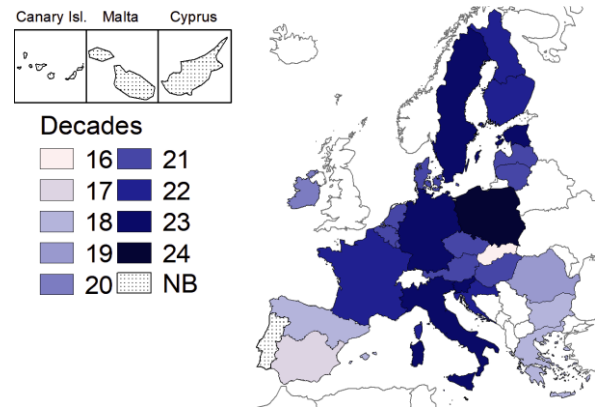 Canary Isl. Malta Cyprus
Decades
16 21
17 22
18 23
19 24
20 NB